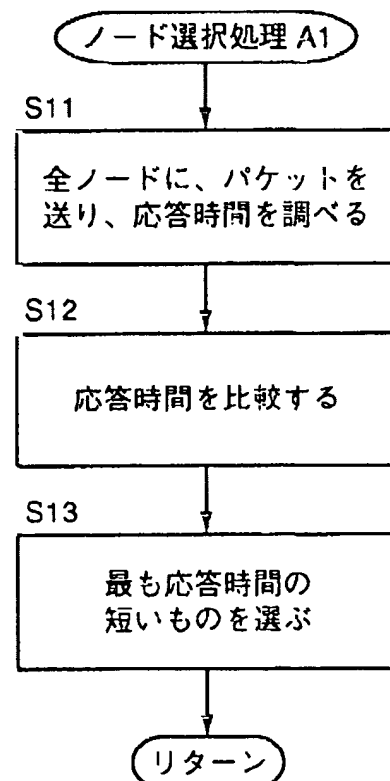 ノード選択処理 A1
S11
全ノードに、パケットを
送り、応答時間を調べる
S12
応答時間を比較する
S13
最も応答時間の
短いものを選ぶ
リターン